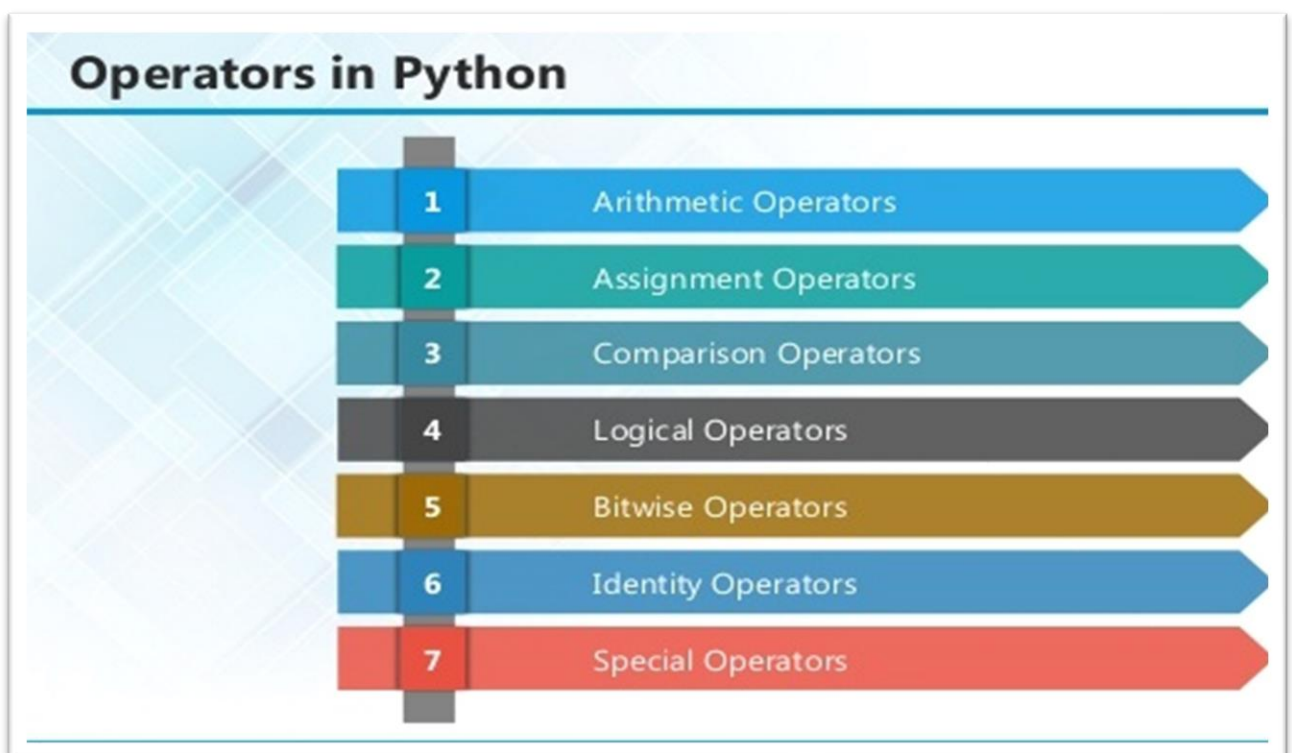 Operators in Python
1 Arithmetic Operators
2 Assignment Operators
3 Comparison Operators
4 Logical Operators
5 Bitwise Operators
6 Identity Operators
7 Special Operators